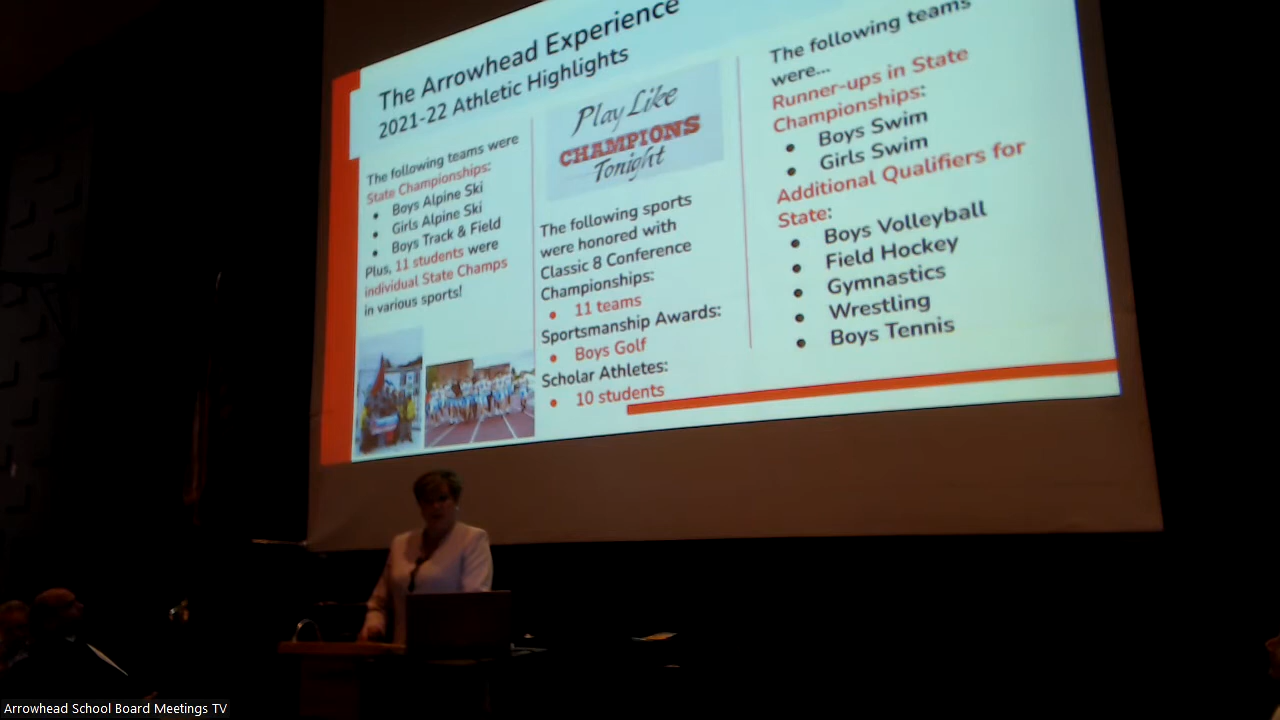 The Arrowhead Experience
2021-22 Athletic Highlights
The following teams were
State Championships:
• Boys Alpine Ski
• Girls Alpine Ski
• Boys Track & Field
Plus, 11 students were
individual State Champs
in various sports!
Play Like
CHAMPIONS
Tonight
The following sports
were honored with
Classic 8 Conference
Championships:
• 11 teams
Sportsmanship Awards:
• Boys Golf
Scholar Athletes:
• 10 students
The following teams
were...
Runner-ups in State
Championships:
• Boys Swim
• Girls Swim
Additional Qualifiers for
State:
• Boys Volleyball
• Field Hockey
• Gymnastics
• Wrestling
• Boys Tennis
Arrowhead School Board Meetings TV